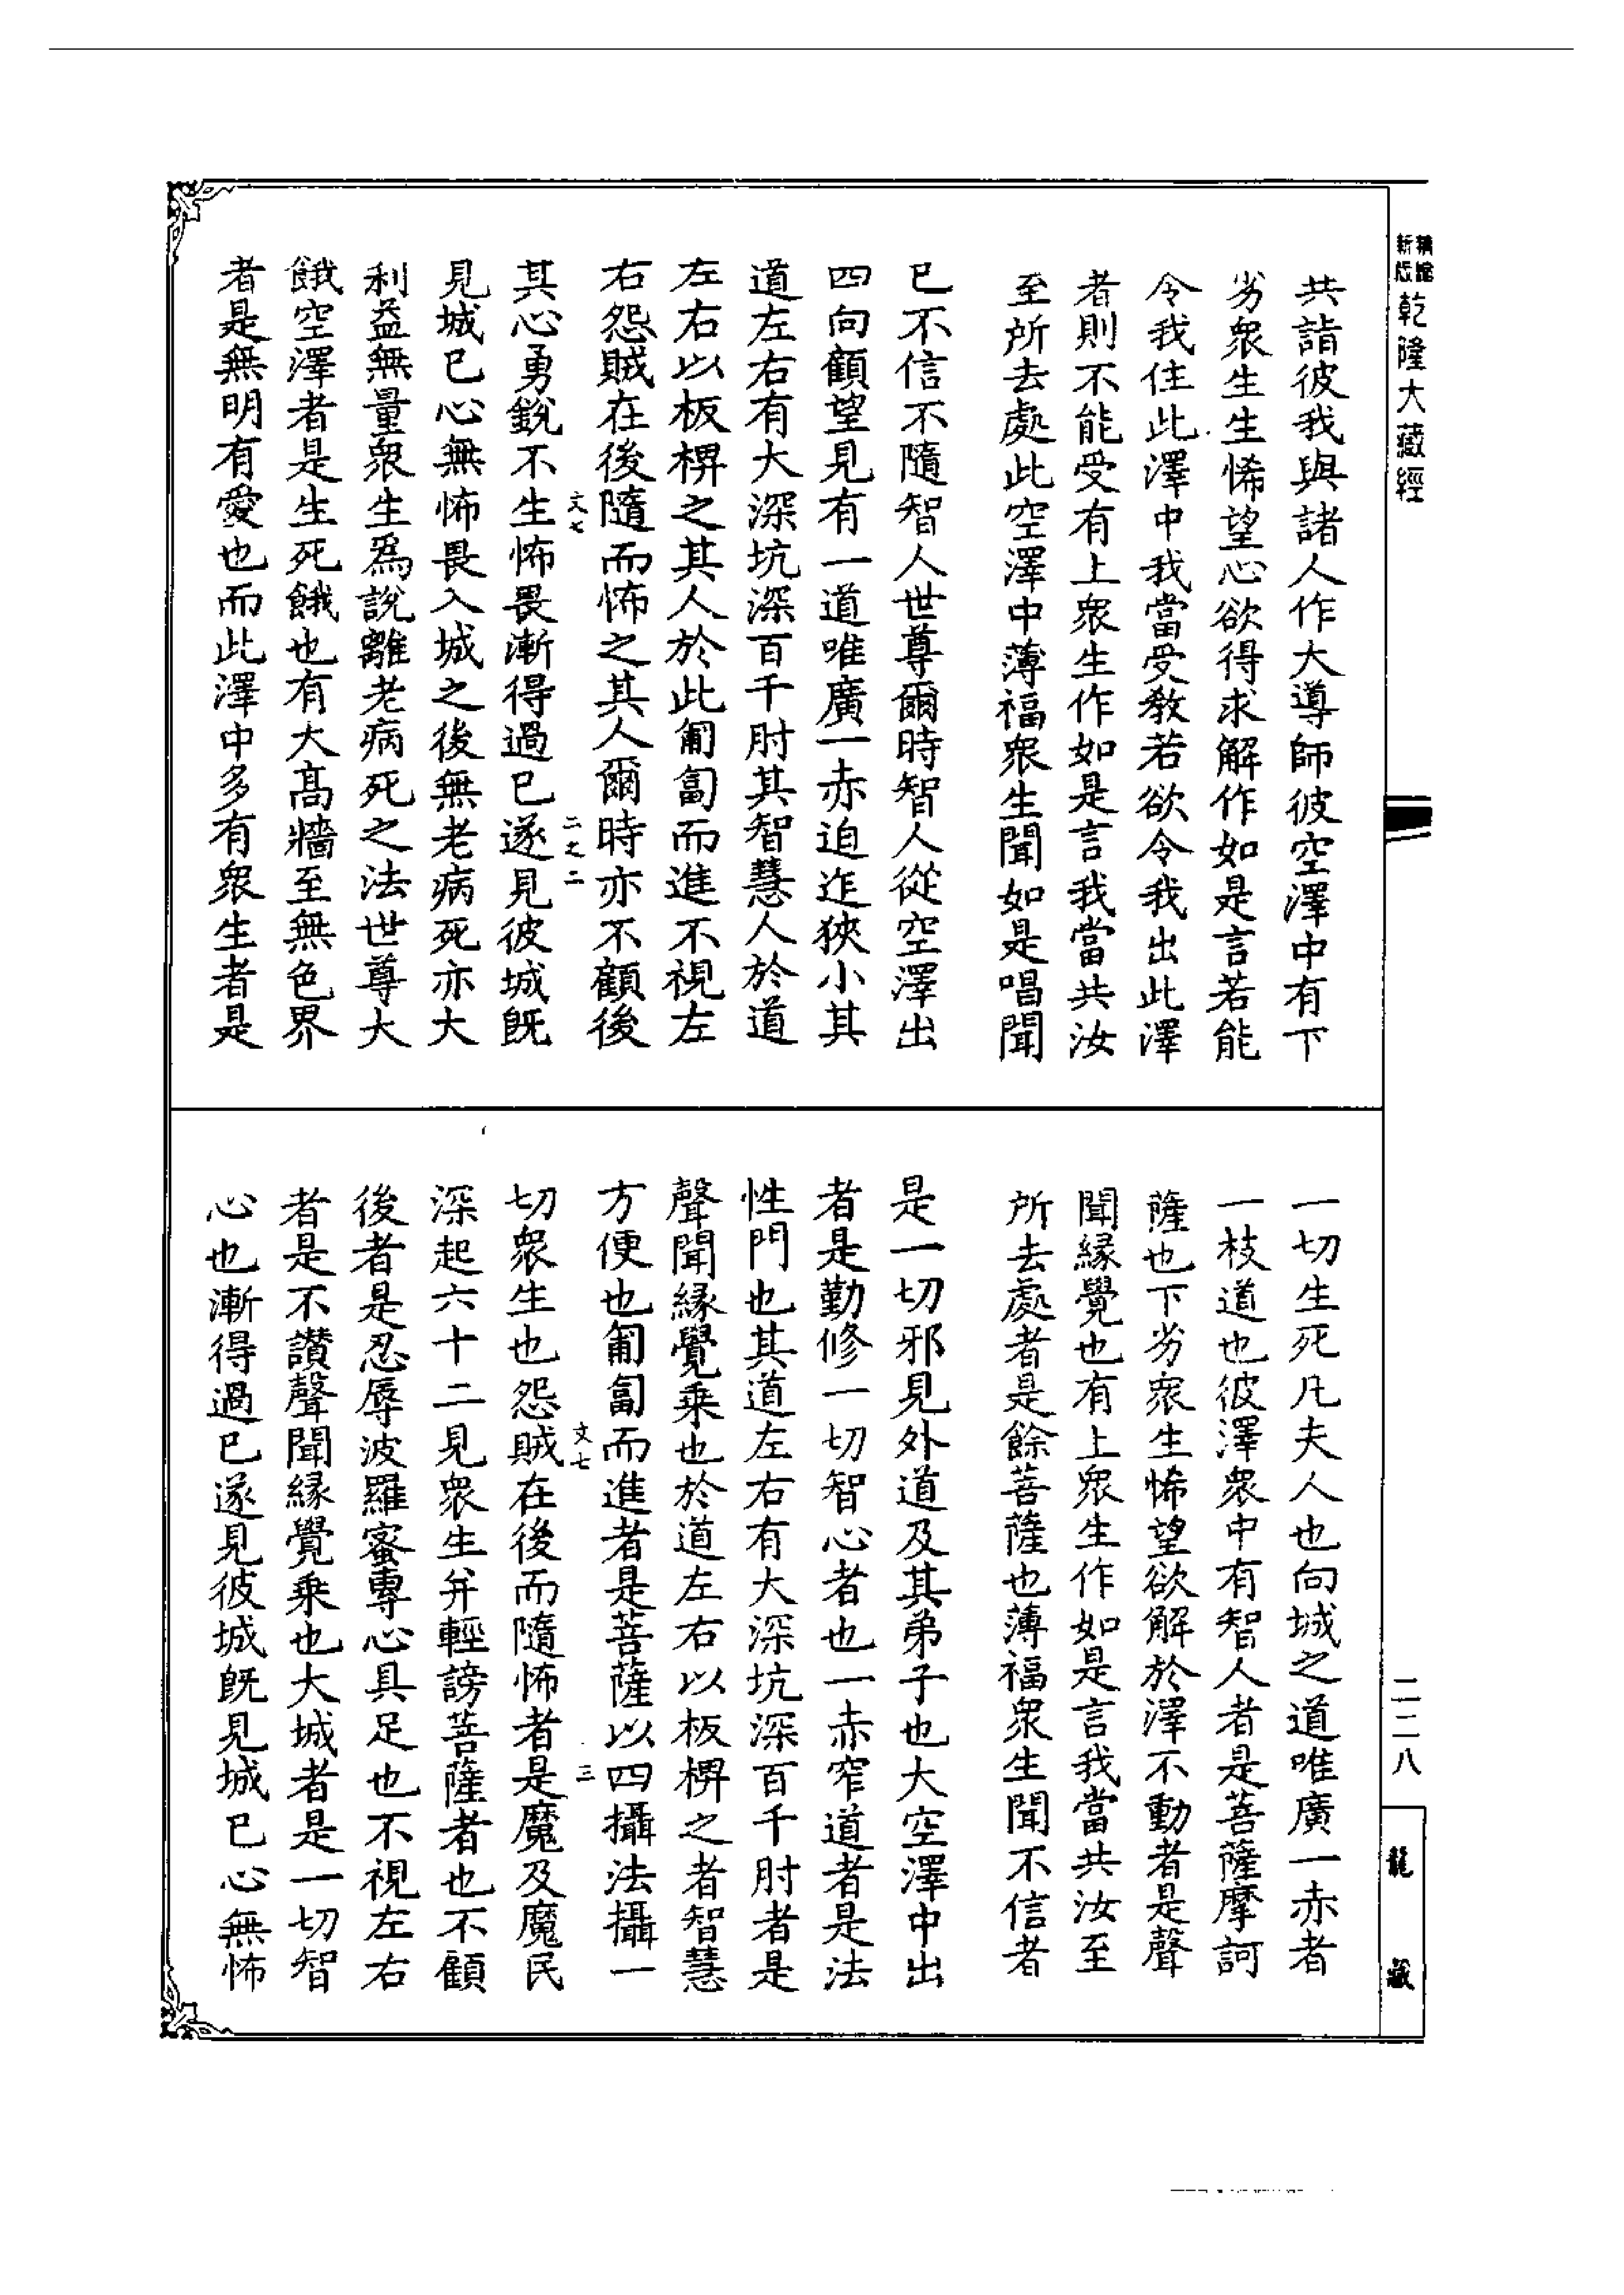 新版精縮乾隆大藏經
共詣彼我與諸人作大導師彼空澤中有下
劣衆生生悕望心欲得求解作如是言若能
令我住此澤中我當受教若欲令我出此澤
者則不能受有上衆生作如是言我當共汝
至所去處此空澤中薄福衆生聞如是唱聞
已不信不隨智人世尊爾時智人從空澤出
四向顧望見有一道唯廣一赤迫迮狹小其
道左右有大深坑深百千肘其智慧人於道
左右以板㮏之其人於此匍匐而進不視左
右怨賊在後隨而怖之其人爾時亦不顧後
文七 二之二
其心勇銳不生怖畏漸得過已遂見彼城旣
見城已心無怖畏入城之後無老病死亦大
利益無量衆生爲說離老病死之法世尊大
餓空澤者是生死餓也有大髙牆至無色界
者是無明有愛也而此澤中多有衆生者是
一切生死凡夫人也向城之道唯廣一赤者
一枝道也彼澤衆中有智人者是菩薩摩訶
薩也下劣衆生悕望欲解於澤不動者是聲
聞緣覺也有上衆生作如是言我當共汝至
所去處者是餘菩薩也薄福衆生聞不信者
是一切邪見外道及其弟子也大空澤中出
者是勤修一切智心者也一赤窄道者是法
性門也其道左右有大深坑深百千肘者是
聲聞緣覺乘也於道左右以板㮏之者智慧
方便也匍匐而進者是菩薩以四攝法攝一
文七 三
切衆生也怨賊在後而隨怖者是魔及魔民
深起六十二見衆生并輕謗菩薩者也不顧
後者是忍辱波羅蜜專心具足也不視左右
者是不讃聲聞緣覺乘也大城者是一切智
心也漸得過已遂見彼城旣見城已心無怖
二二八
龍藏